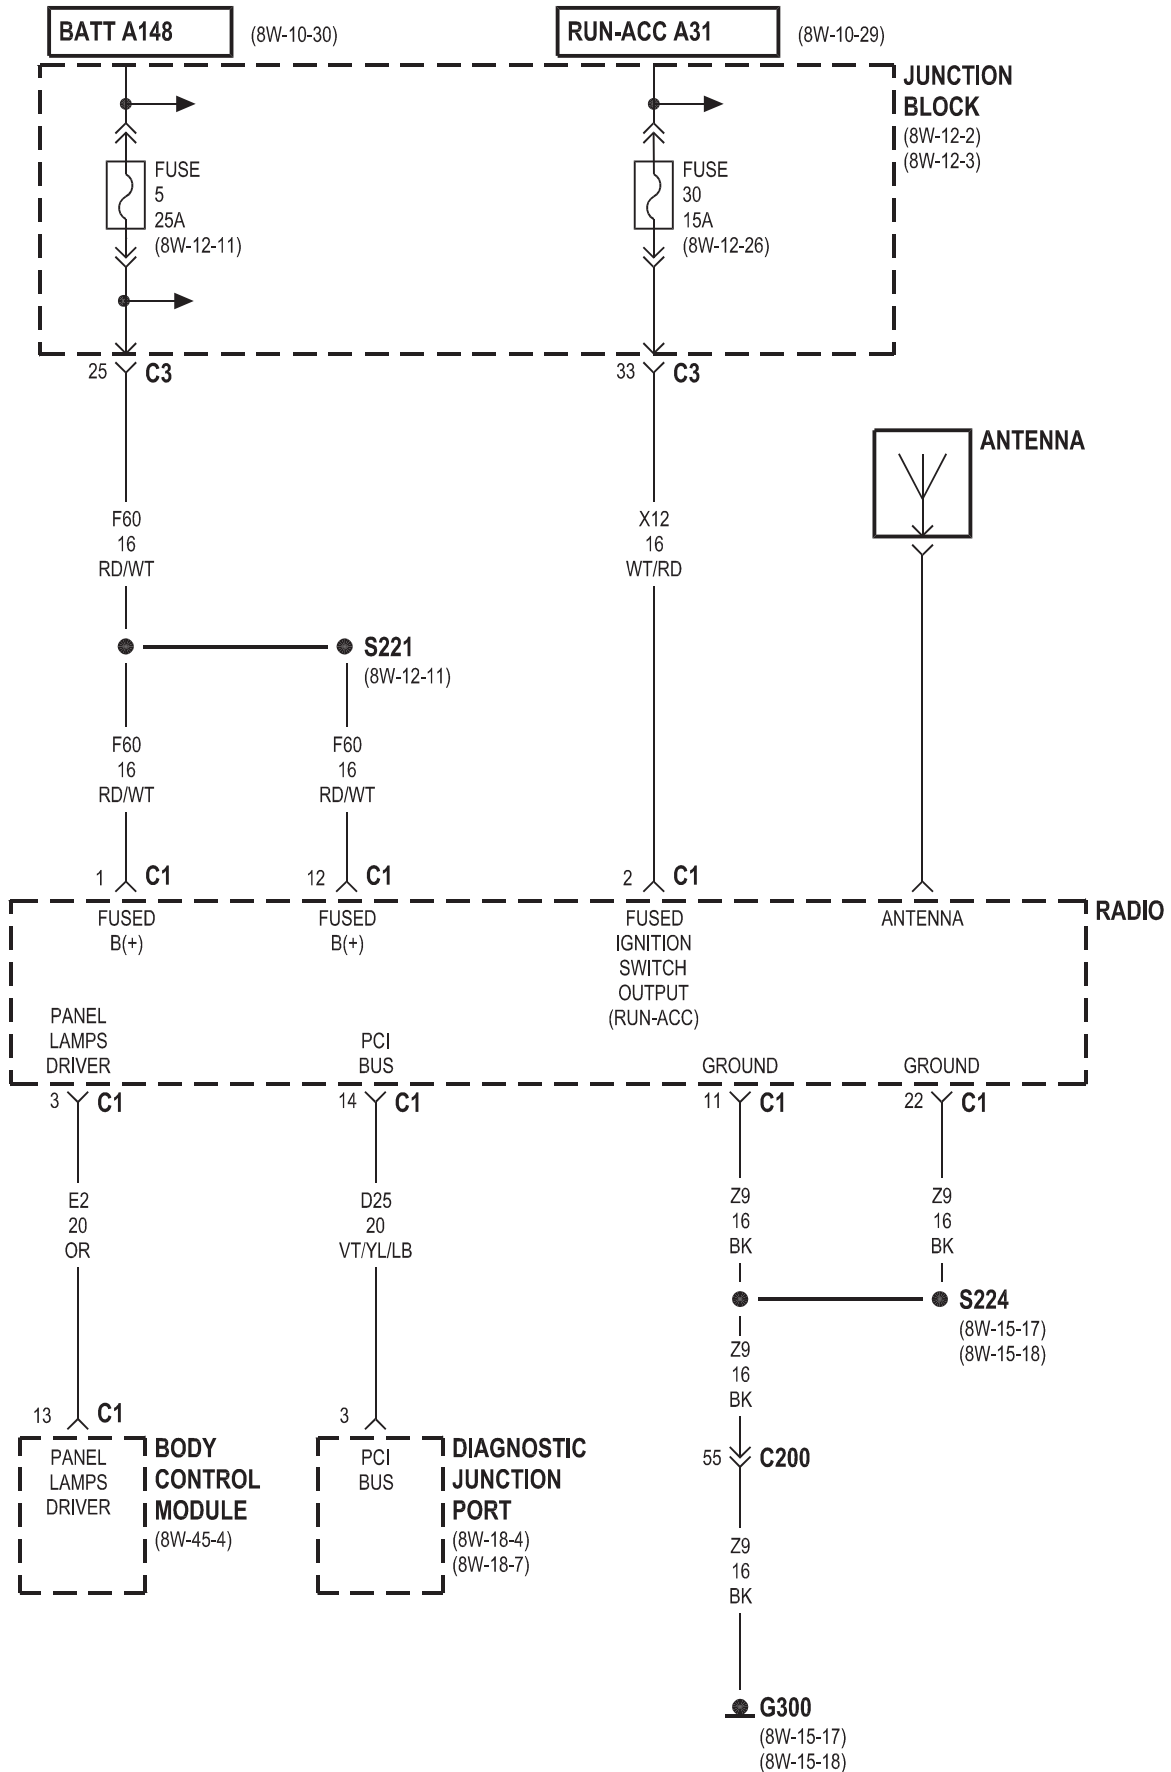 BATT A148
(8W-10-30)
RUN-ACC A31
(8W-10-29)
JUNCTION
BLOCK
(8W-12-2)
(8W-12-3)
FUSE
5
25A
(8W-12-11)
FUSE
30
15A
(8W-12-26)
25
C3
33
C3
ANTENNA
F60
16
RD/WT
X12
16
WT/RD
S221
(8W-12-11)
F60
16
RD/WT
F60
16
RD/WT
1
C1
12
C1
2
C1
RADIO
FUSED
B(+)
FUSED
B(+)
FUSED
IGNITION
SWITCH
OUTPUT
(RUN-ACC)
ANTENNA
PANEL
LAMPS
DRIVER
PCI
BUS
GROUND
GROUND
3
C1
14
C1
11
C1
22
C1
E2
20
OR
D25
20
VT/YL/LB
Z9
16
BK
Z9
16
BK
S224
(8W-15-17)
(8W-15-18)
Z9
16
BK
13
C1
3
PANEL
LAMPS
DRIVER
BODY
CONTROL
MODULE
(8W-45-4)
PCI
BUS
DIAGNOSTIC
JUNCTION
PORT
(8W-18-4)
(8W-18-7)
55
C200
Z9
16
BK
G300
(8W-15-17)
(8W-15-18)